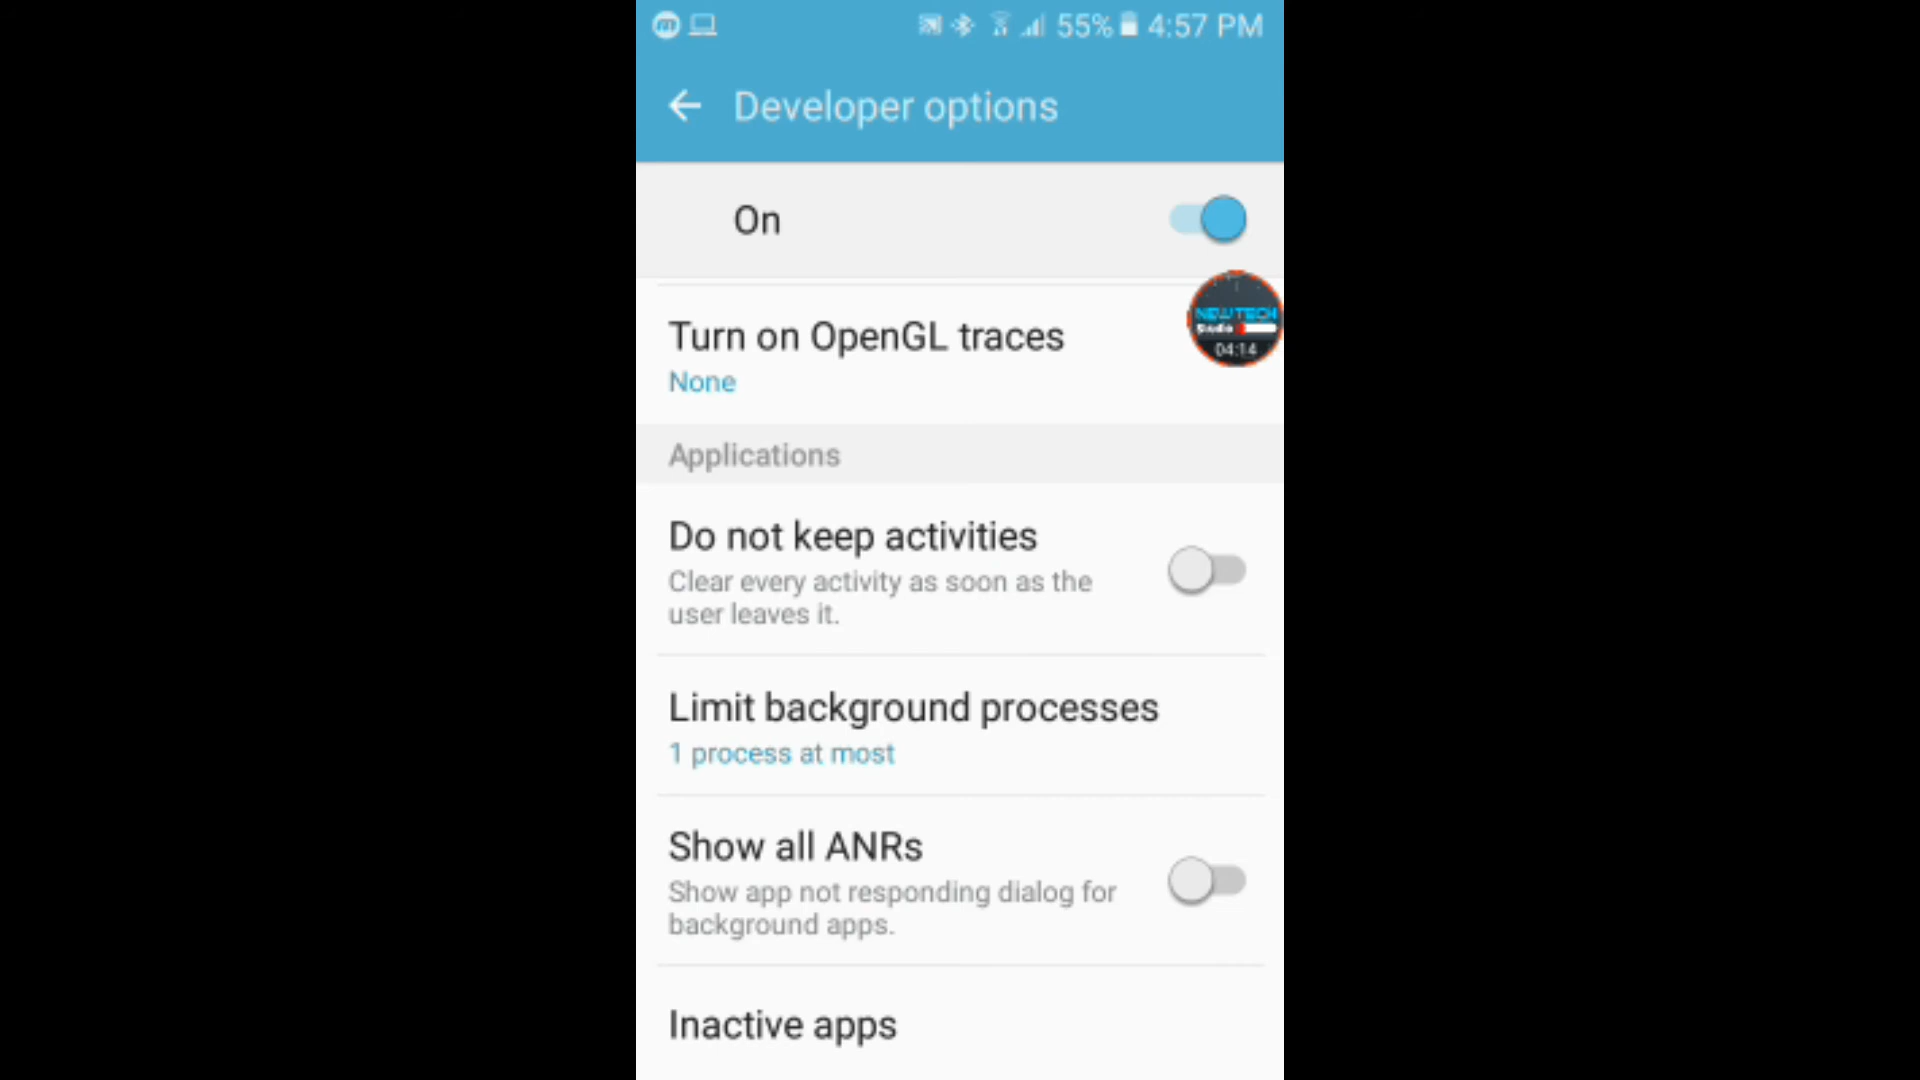 55% 4:57 PM
Developer options
On
Turn on OpenGL traces
None
NEWTECH
Studio
04:14
Applications
Do not keep activities
Clear every activity as soon as the
user leaves it.
Limit background processes
1 process at most
Show all ANRs
Show app not responding dialog for
background apps.
Inactive apps